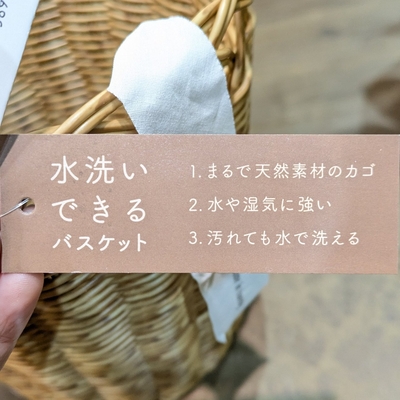 水洗い
できる
バスケット
1. まるで天然素材のカゴ
2. 水や湿気に強い
3. 汚れても水で洗える